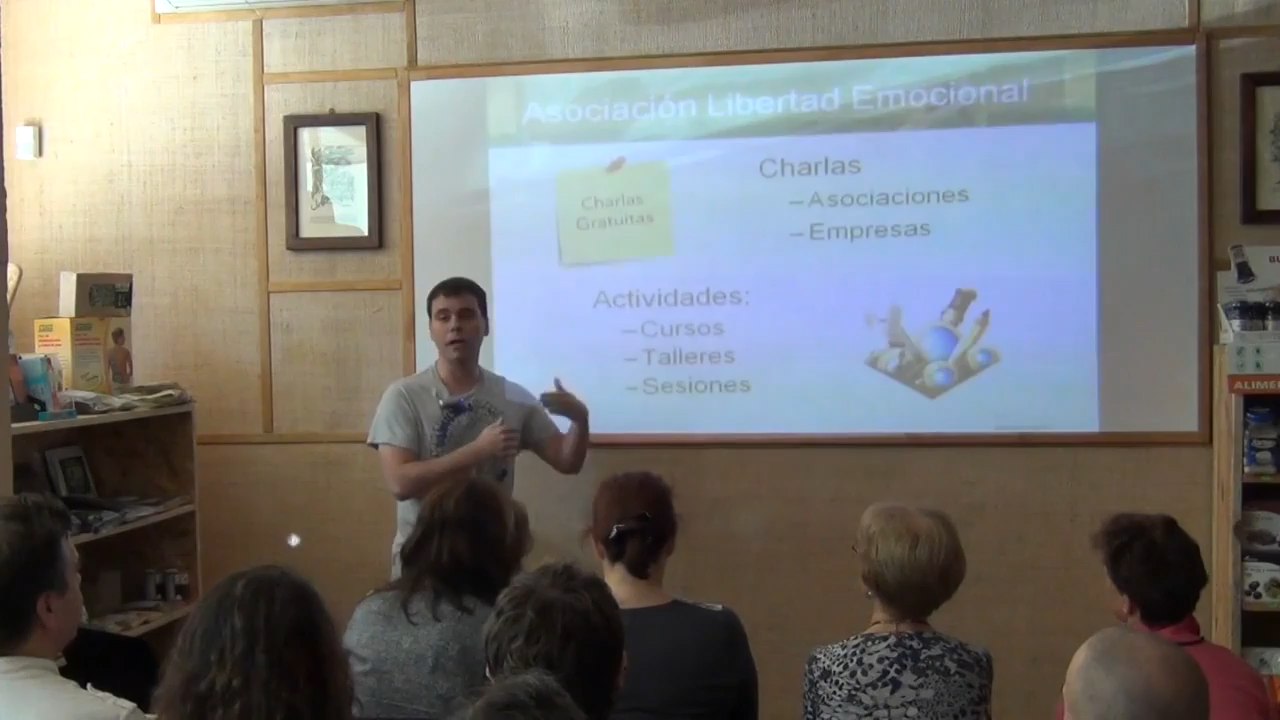 Asociación Libertad Emocional
Charlas
Gratuitas
Charlas
–Asociaciones
–Empresas
Actividades:
–Cursos
–Talleres
–Sesiones